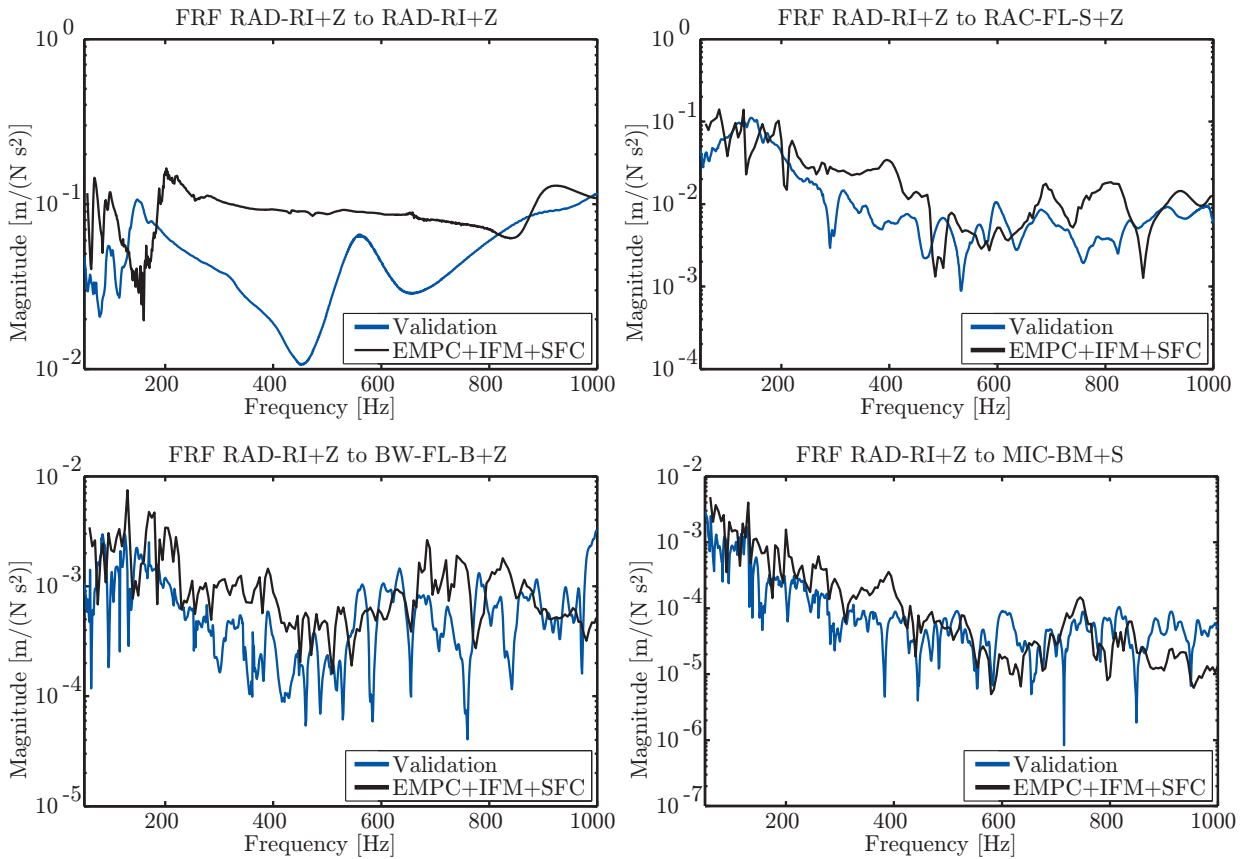 FRF RAD-RI+Z to RAD-RI+Z
10^0
10^-1
10^-2
Magnitude [m/(N s²)]
Validation
EMPC+IFM+SFC
200
400
600
800
1000
Frequency [Hz]
FRF RAD-RI+Z to RAC-FL-S+Z
10^0
10^-1
10^-2
10^-3
10^-4
Magnitude [m/(N s²)]
Validation
EMPC+IFM+SFC
200
400
600
800
1000
Frequency [Hz]
FRF RAD-RI+Z to BW-FL-B+Z
10^-2
10^-3
10^-4
10^-5
Magnitude [m/(N s²)]
Validation
EMPC+IFM+SFC
200
400
600
800
1000
Frequency [Hz]
FRF RAD-RI+Z to MIC-BM+S
10^-2
10^-3
10^-4
10^-5
10^-6
10^-7
Magnitude [m/(N s²)]
Validation
EMPC+IFM+SFC
200
400
600
800
1000
Frequency [Hz]